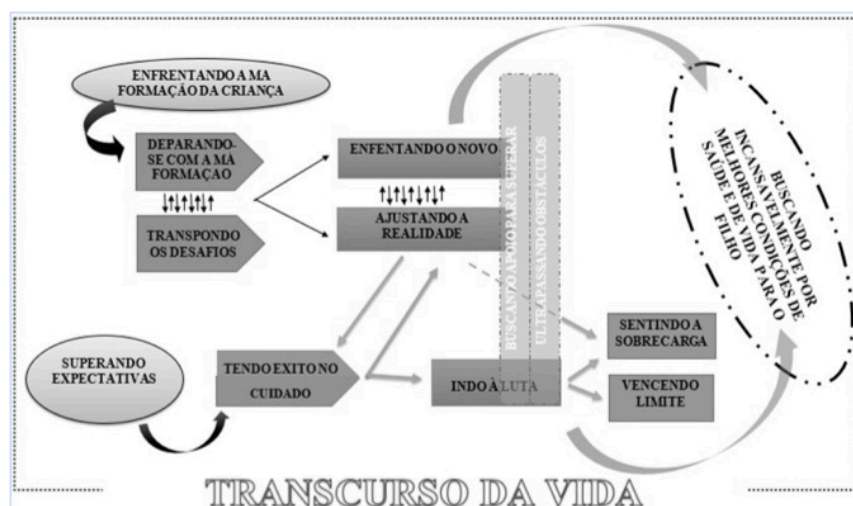 ENFRENTANDO A MA
FORMAÇÃO DA CRIANÇA
DEPARANDO-
SE COM A MÁ
FORMAÇÃO
TRANSPONDO
OS DESAFIOS
ENFENTANDO O NOVO
AJUSTANDO A
REALIDADE
BUSCANDO APOIO PARA SUPERAR
ULTRAPASSANDO OBSTÁCULOS
BUSCANDO
INCANSAVELMENTE POR
MELHORES CONDIÇÕES DE
SAÚDE E DE VIDA PARA O
FILHO
SUPERANDO
EXPECTATIVAS
TENDO EXITO NO
CUIDADO
INDO À LUTA
SENTINDO A
SOBRECARGA
VENCENDO
LIMITE
TRANSCURSO DA VIDA